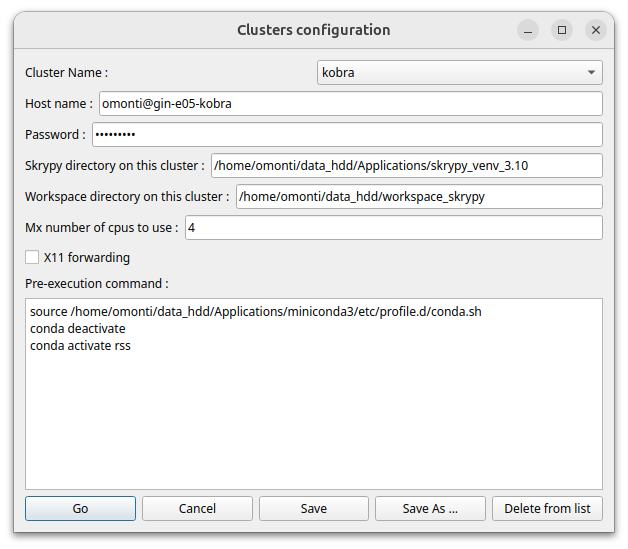 Clusters configuration
Cluster Name : kobra
Host name : omonti@gin-e05-kobra
Password : •••••••••
Skrypy directory on this cluster : /home/omonti/data_hdd/Applications/skrypy_venv_3.10
Workspace directory on this cluster : /home/omonti/data_hdd/workspace_skrypy
Mx number of cpus to use : 4
X11 forwarding
Pre-execution command :
source /home/omonti/data_hdd/Applications/miniconda3/etc/profile.d/conda.sh
conda deactivate
conda activate rss
Go Cancel Save Save As ... Delete from list